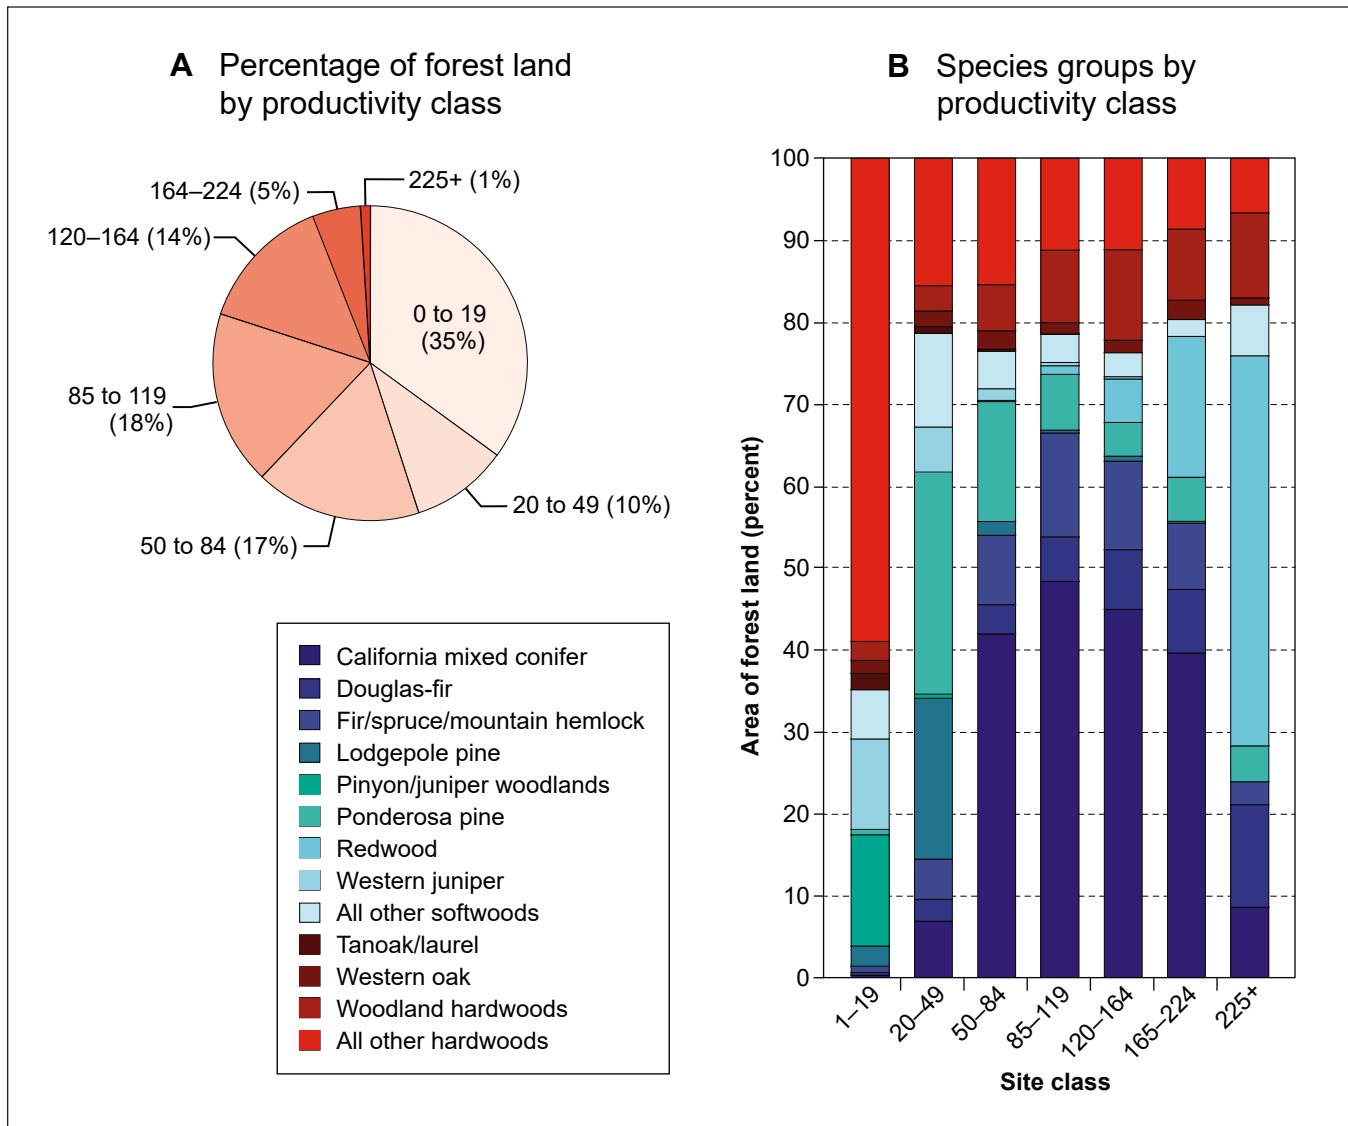 A Percentage of forest land
by productivity class
164–224 (5%)
225+ (1%)
120–164 (14%)
0 to 19
(35%)
85 to 119
(18%)
20 to 49 (10%)
50 to 84 (17%)
California mixed conifer
Douglas-fir
Fir/spruce/mountain hemlock
Lodgepole pine
Pinyon/juniper woodlands
Ponderosa pine
Redwood
Western juniper
All other softwoods
Tanoak/laurel
Western oak
Woodland hardwoods
All other hardwoods
B Species groups by
productivity class
Area of forest land (percent)
100
90
80
70
60
50
40
30
20
10
0
1–19
20–49
50–84
85–119
120–164
165–224
225+
Site class